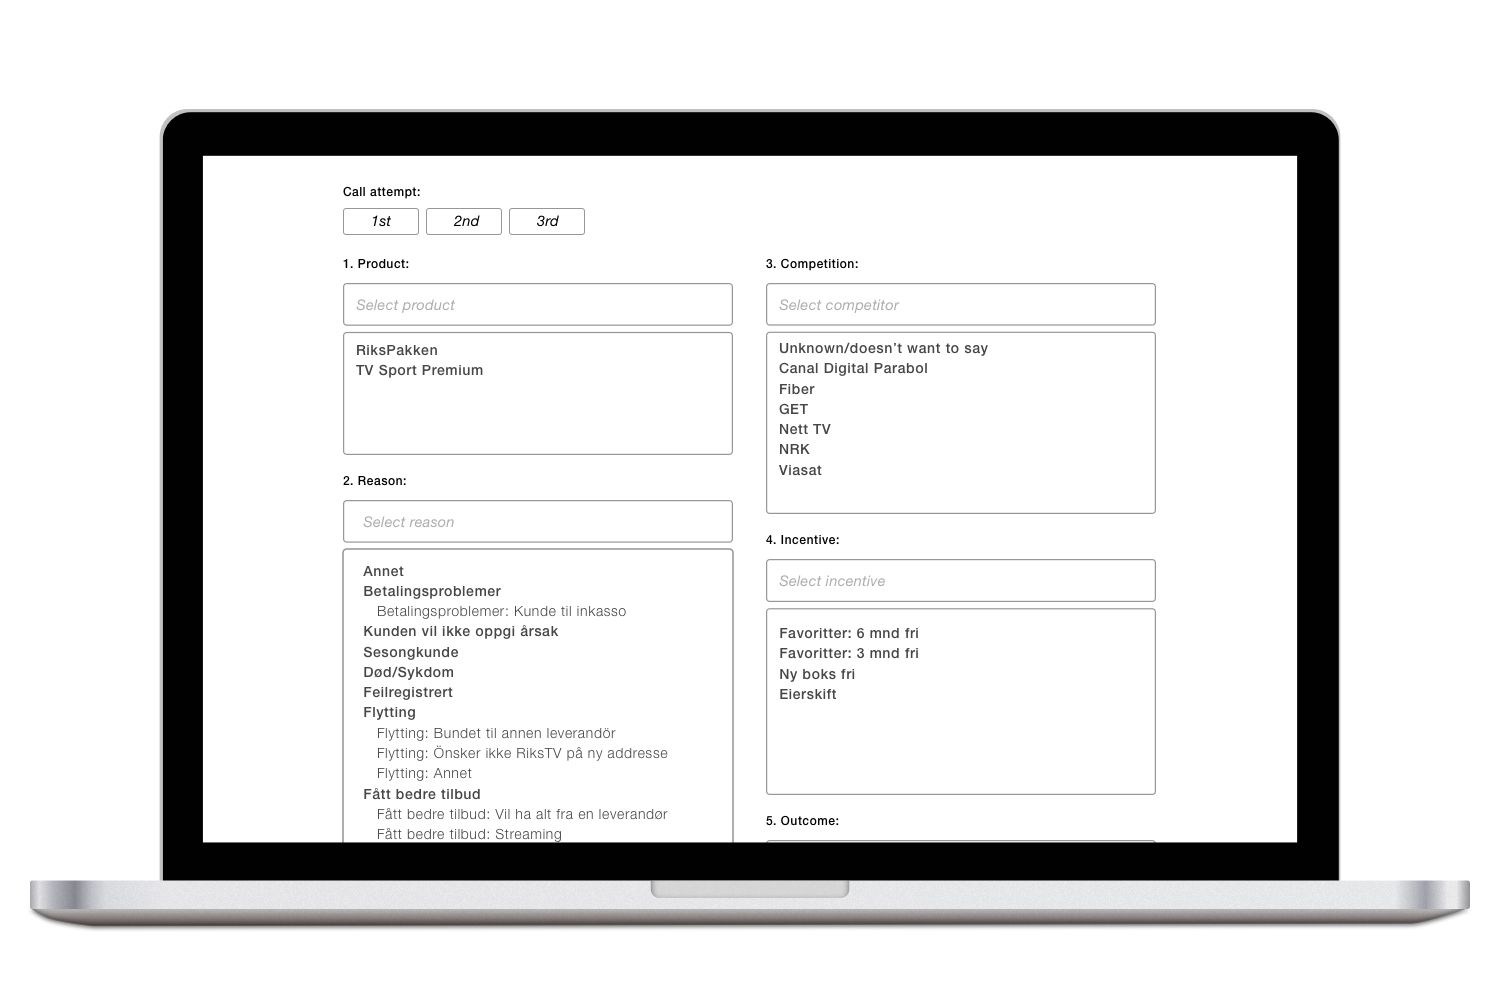 Call attempt:
1st 2nd 3rd
1. Product:
Select product
RiksPakken
TV Sport Premium
2. Reason:
Select reason
Annet
Betalingsproblemer
Betalingsproblemer: Kunde til inkasso
Kunden vil ikke oppgi årsak
Sesongkunde
Død/Sykdom
Feilregistrert
Flytting
Flytting: Bundet til annen leverandör
Flytting: Önsker ikke RiksTV på ny addresse
Flytting: Annet
Fått bedre tilbud
Fått bedre tilbud: Vil ha alt fra en leverandør
Fått bedre tilbud: Streaming
3. Competition:
Select competitor
Unknown/doesn’t want to say
Canal Digital Parabol
Fiber
GET
Nett TV
NRK
Viasat
4. Incentive:
Select incentive
Favoritter: 6 mnd fri
Favoritter: 3 mnd fri
Ny boks fri
Eierskift
5. Outcome: